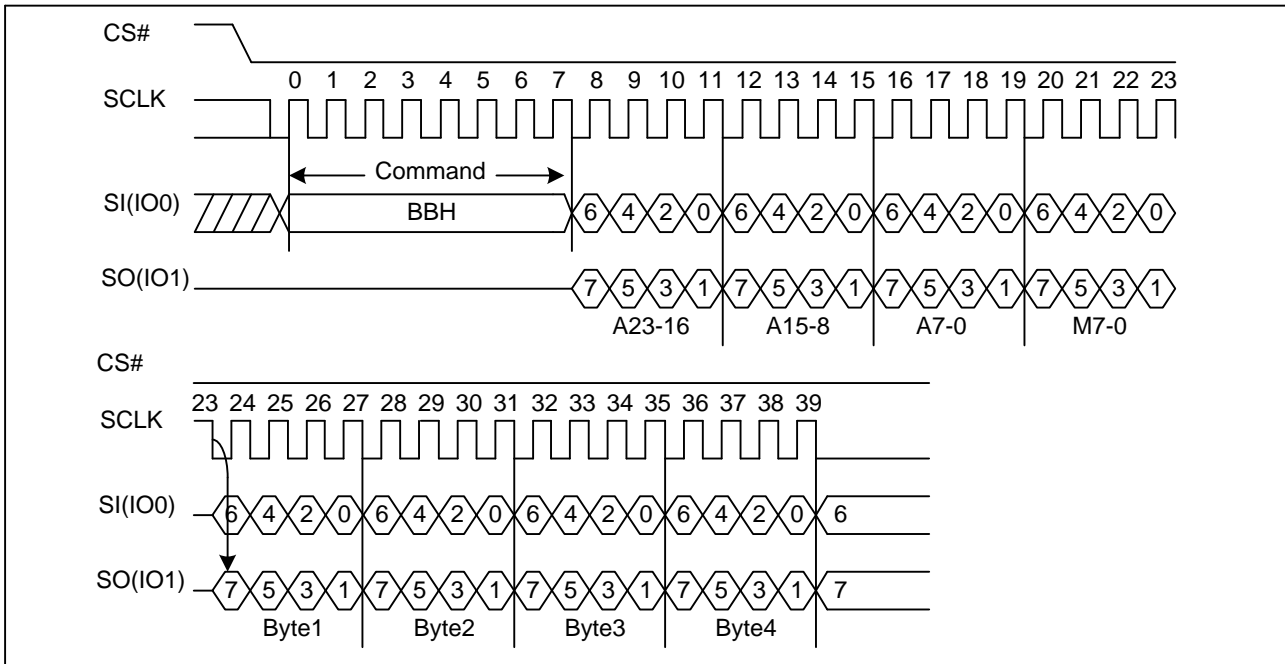 CS#
0 1 2 3 4 5 6 7 8 9 10 11 12 13 14 15 16 17 18 19 20 21 22 23
SCLK
Command
SI(IO0) BBH 6 4 2 0 6 4 2 0 6 4 2 0 6 4 2 0
SO(IO1) 7 5 3 1 7 5 3 1 7 5 3 1 7 5 3 1
A23-16 A15-8 A7-0 M7-0
CS#
23 24 25 26 27 28 29 30 31 32 33 34 35 36 37 38 39
SCLK
SI(IO0) 6 4 2 0 6 4 2 0 6 4 2 0 6 4 2 0 6
SO(IO1) 7 5 3 1 7 5 3 1 7 5 3 1 7 5 3 1 7
Byte1 Byte2 Byte3 Byte4